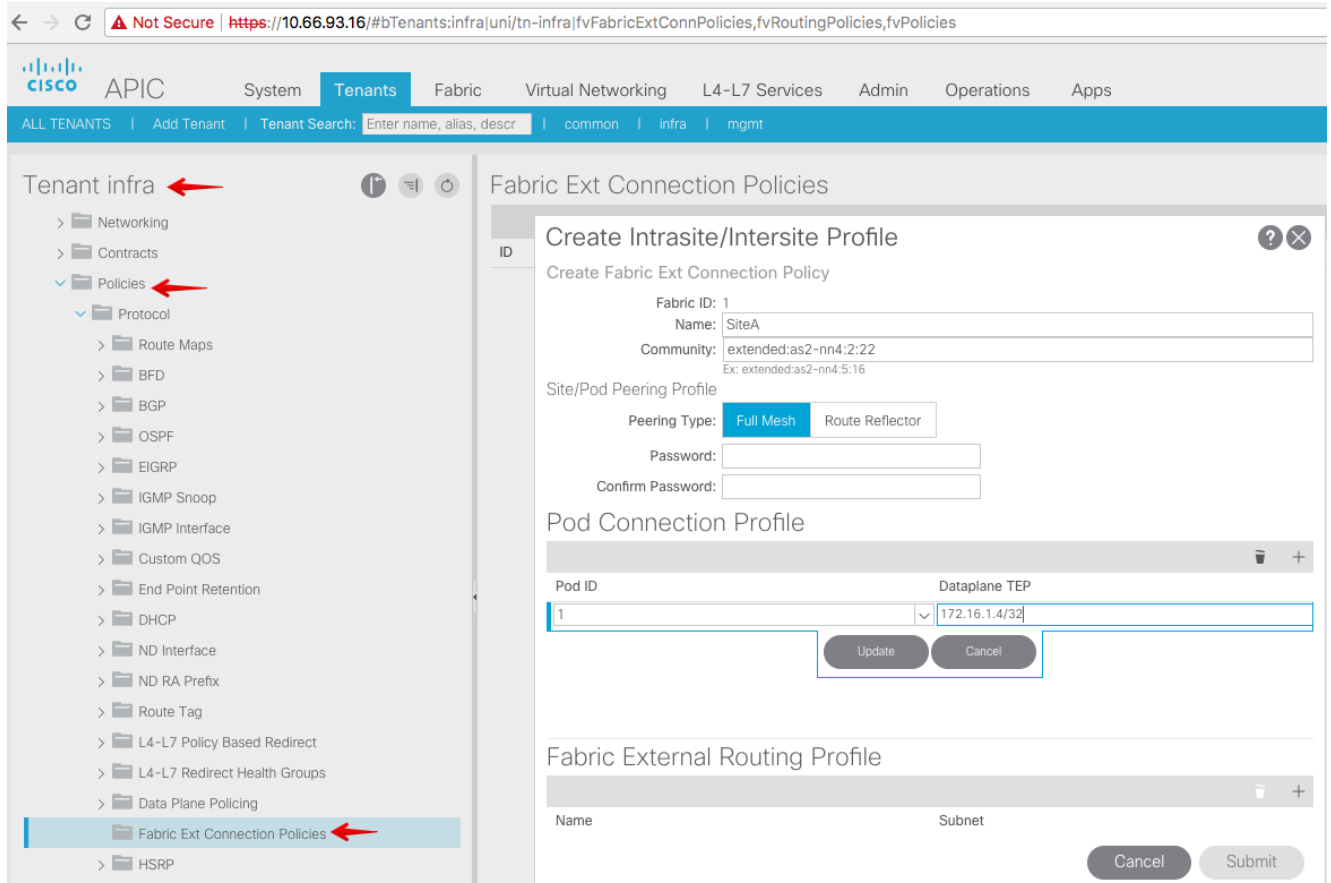 Not Secure | https://10.66.93.16/#bTenants:infra|uni/tn-infra|fvFabricExtConnPolicies,fvRoutingPolicies,fvPolicies
CISCO APIC System Tenants Fabric Virtual Networking L4-L7 Services Admin Operations Apps
ALL TENANTS | Add Tenant | Tenant Search: Enter name, alias, descr | common | infra | mgmt
Tenant infra
Networking
Contracts
Policies
Protocol
Route Maps
BFD
BGP
OSPF
EIGRP
IGMP Snoop
IGMP Interface
Custom QOS
End Point Retention
DHCP
ND Interface
ND RA Prefix
Route Tag
L4-L7 Policy Based Redirect
L4-L7 Redirect Health Groups
Data Plane Policing
Fabric Ext Connection Policies
HSRP
Fabric Ext Connection Policies
ID
Create Intrasite/Intersite Profile
?
Create Fabric Ext Connection Policy
Fabric ID: 1
Name: SiteA
Community: extended:as2-nn4:2:22
Ex: extended:as2-nn4:5:16
Site/Pod Peering Profile
Peering Type: Full Mesh Route Reflector
Password:
Confirm Password:
Pod Connection Profile
Pod ID Dataplane TEP
1 172.16.1.4/32
Update Cancel
Fabric External Routing Profile
Name Subnet
Cancel Submit